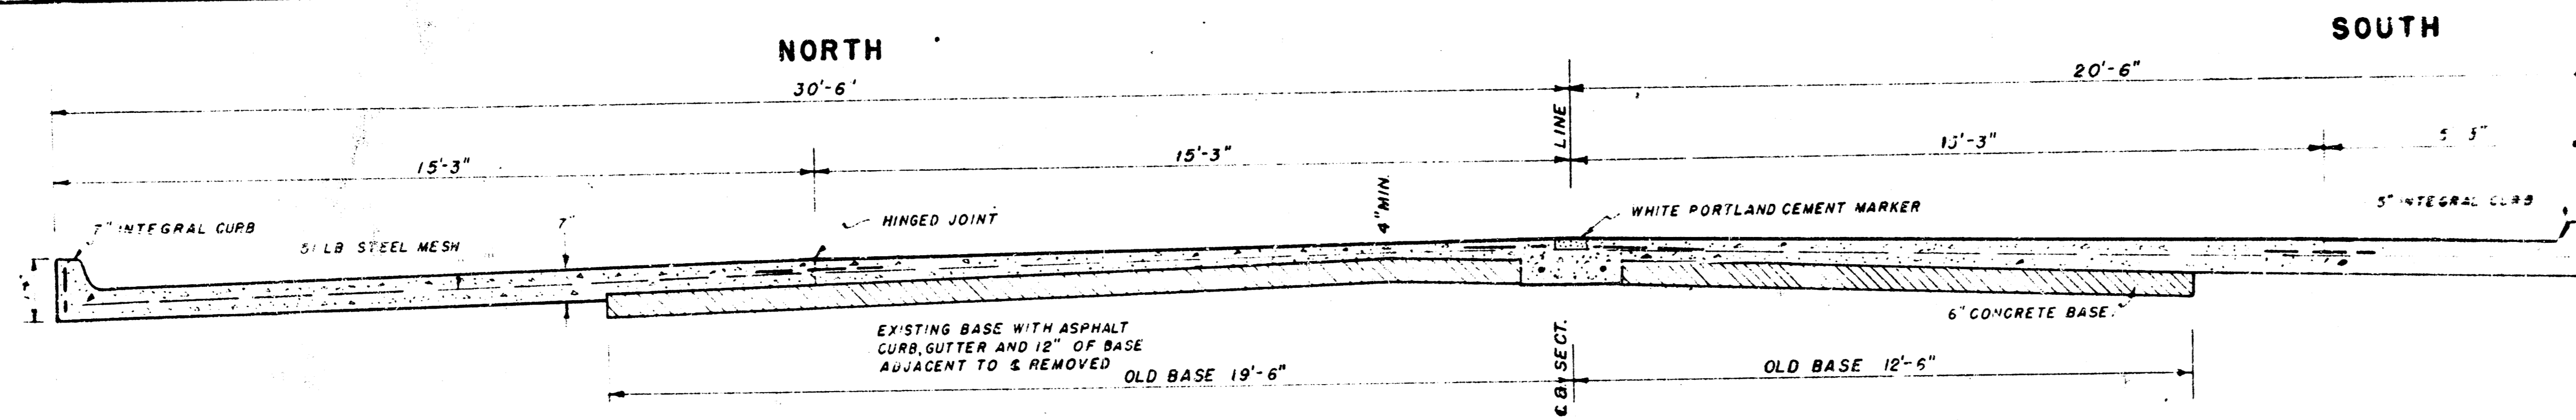 NORTH
SOUTH
30'-6"
20'-6"
LINE
15'-3"
15'-3"
15'-3"
7" INTEGRAL CURB
LB STEEL MESH
7"
HINGED JOINT
4" MIN.
WHITE PORTLAND CEMENT MARKER
5" INTEGRAL CURB
EXISTING BASE WITH ASPHALT
CURB, GUTTER AND 12" OF BASE
ADJACENT TO ℄ REMOVED
6" CONCRETE BASE.
OLD BASE 19'-6"
℄ B. SECT.
OLD BASE 12'-6"